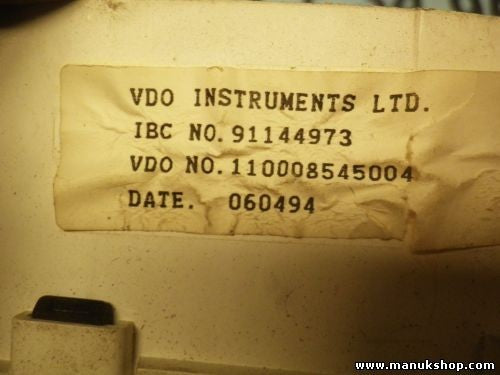 VDO INSTRUMENTS LTD.
IBC NO. 91144973
VDO NO. 110008545004
DATE. 060494
www.manukshop.com